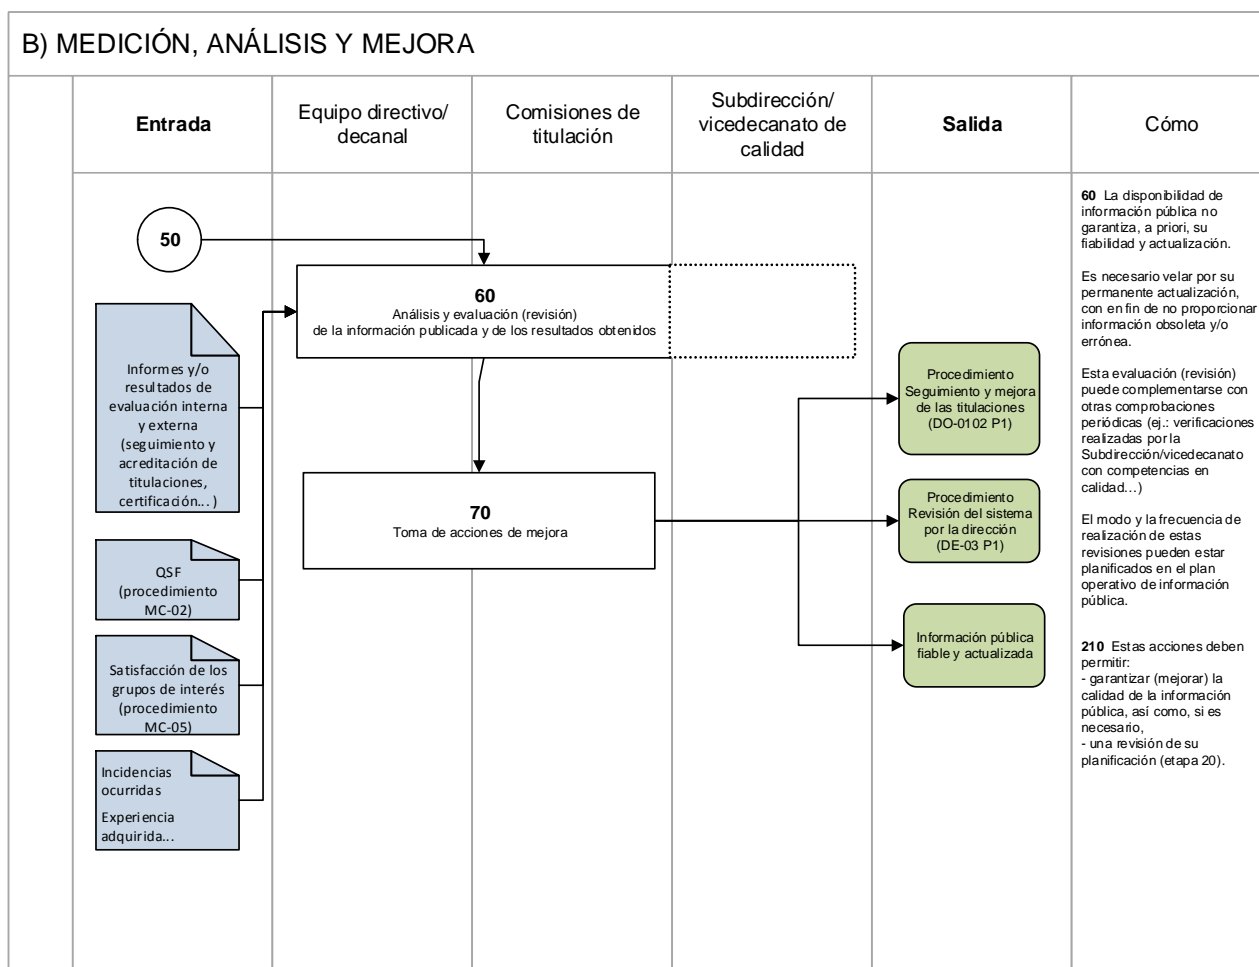 B) MEDICIÓN, ANÁLISIS Y MEJORA
Entrada
Equipo directivo/
decanal
Comisiones de
titulación
Subdirección/
vicedecanato de
calidad
Salida
Cómo
50
60
Análisis y evaluación (revisión)
de la información publicada y de los resultados obtenidos
Informes y/o
resultados de
evaluación interna
y externa
(seguimiento y
acreditación de
titulaciones,
certificación... )
QSF
(procedimiento
MC-02)
Satisfacción de los
grupos de interés
(procedimiento
MC-05)
Incidencias
ocurridas
Experiencia
adquirida...
70
Toma de acciones de mejora
Procedimiento
Seguimiento y mejora
de las titulaciones
(DO-0102 P1)
Procedimiento
Revisión del sistema
por la dirección
(DE-03 P1)
Información pública
fiable y actualizada
60 La disponibilidad de
información pública no
garantiza, a priori, su
fiabilidad y actualización.
Es necesario velar por su
permanente actualización,
con en fin de no proporcionar
información obsoleta y/o
errónea.
Esta evaluación (revisión)
puede complementarse con
otras comprobaciones
periódicas (ej.: verificaciones
realizadas por la
Subdirección/vicedecanato
con competencias en
calidad…)
El modo y la frecuencia de
realización de estas
revisiones pueden estar
planificados en el plan
operativo de información
pública.
210 Estas acciones deben
permitir:
- garantizar (mejorar) la
calidad de la información
pública, así como, si es
necesario,
- una revisión de su
planificación (etapa 20).